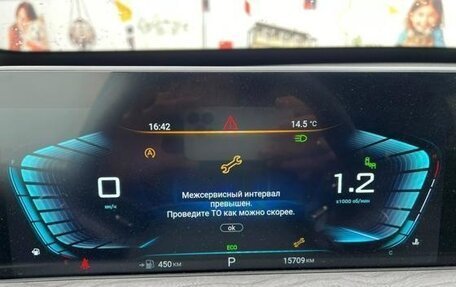 16:42
14.5 °C
0
км/ч
Межсервисный интервал
превышен.
Проведите ТО как можно скорее.
ok
1.2
x1000 об/мин
ECO
450 КМ
P
15709 КМ